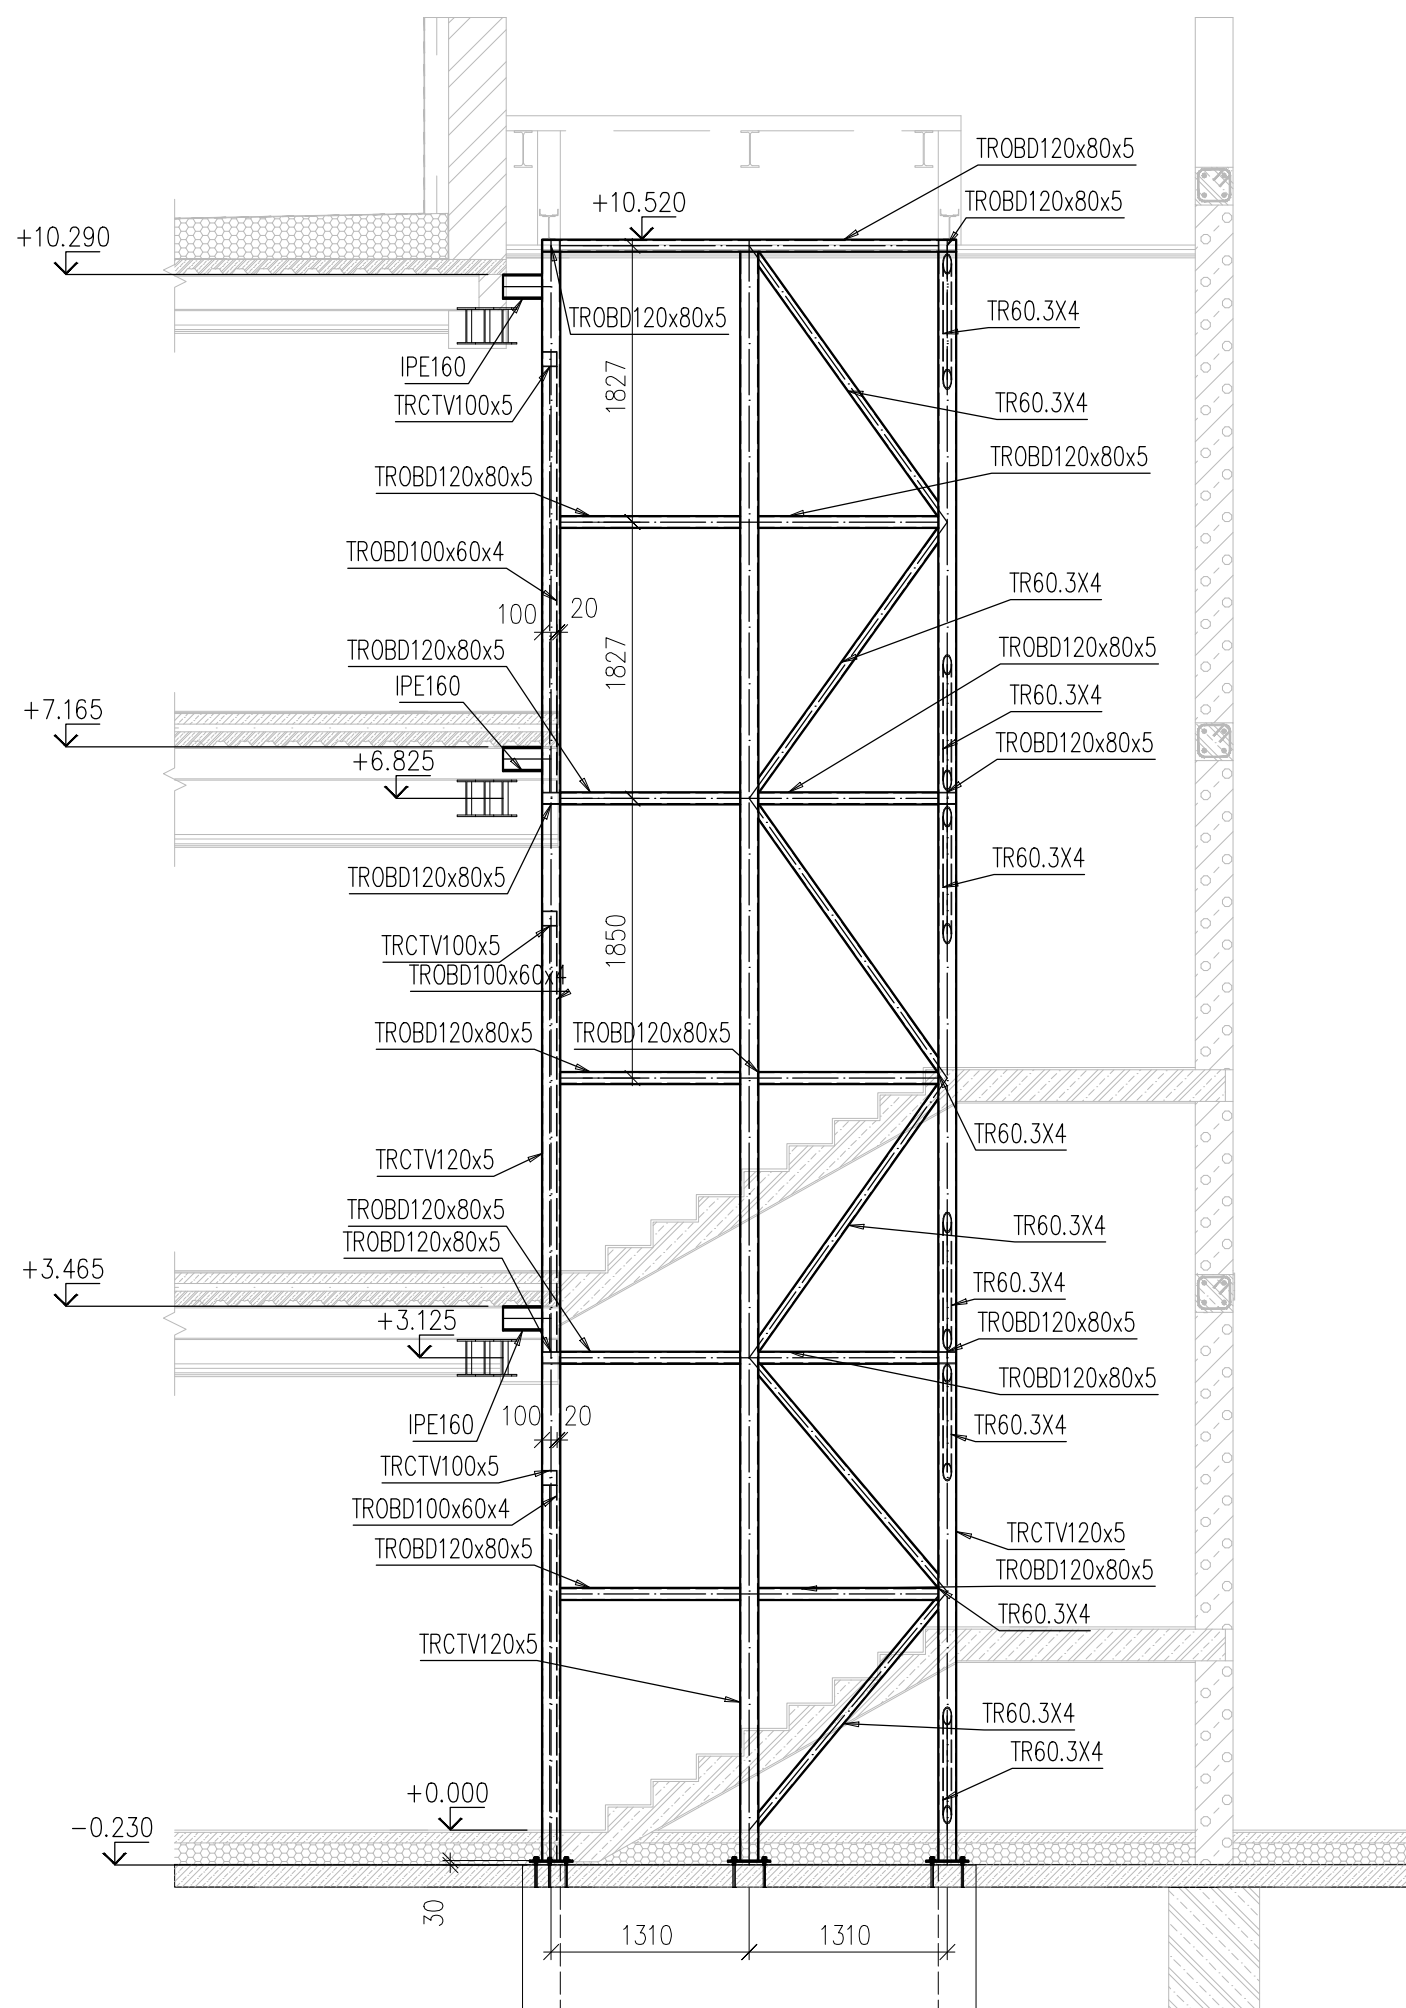 TROBD120x80x5
TROBD120x80x5
+10.520
+10.290
TR60.3X4
TROBD120x80x5
IPE160
TRCTV100x5
1827
TR60.3X4
TROBD120x80x5
TROBD120x80x5
TROBD100x60x4
TR60.3X4
100
20
TROBD120x80x5
1827
TROBD120x80x5
IPE160
TR60.3X4
+7.165
TROBD120x80x5
+6.825
TR60.3X4
TROBD120x80x5
TRCTV100x5
1850
TROBD100x60x4
TROBD120x80x5
TROBD120x80x5
TR60.3X4
TRCTV120x5
TROBD120x80x5
TR60.3X4
TROBD120x80x5
+3.465
TR60.3X4
+3.125
TROBD120x80x5
TROBD120x80x5
IPE160
100
20
TR60.3X4
TRCTV100x5
TROBD100x60x4
TRCTV120x5
TROBD120x80x5
TROBD120x80x5
TR60.3X4
TRCTV120x5
TR60.3X4
TR60.3X4
+0.000
-0.230
30
1310
1310